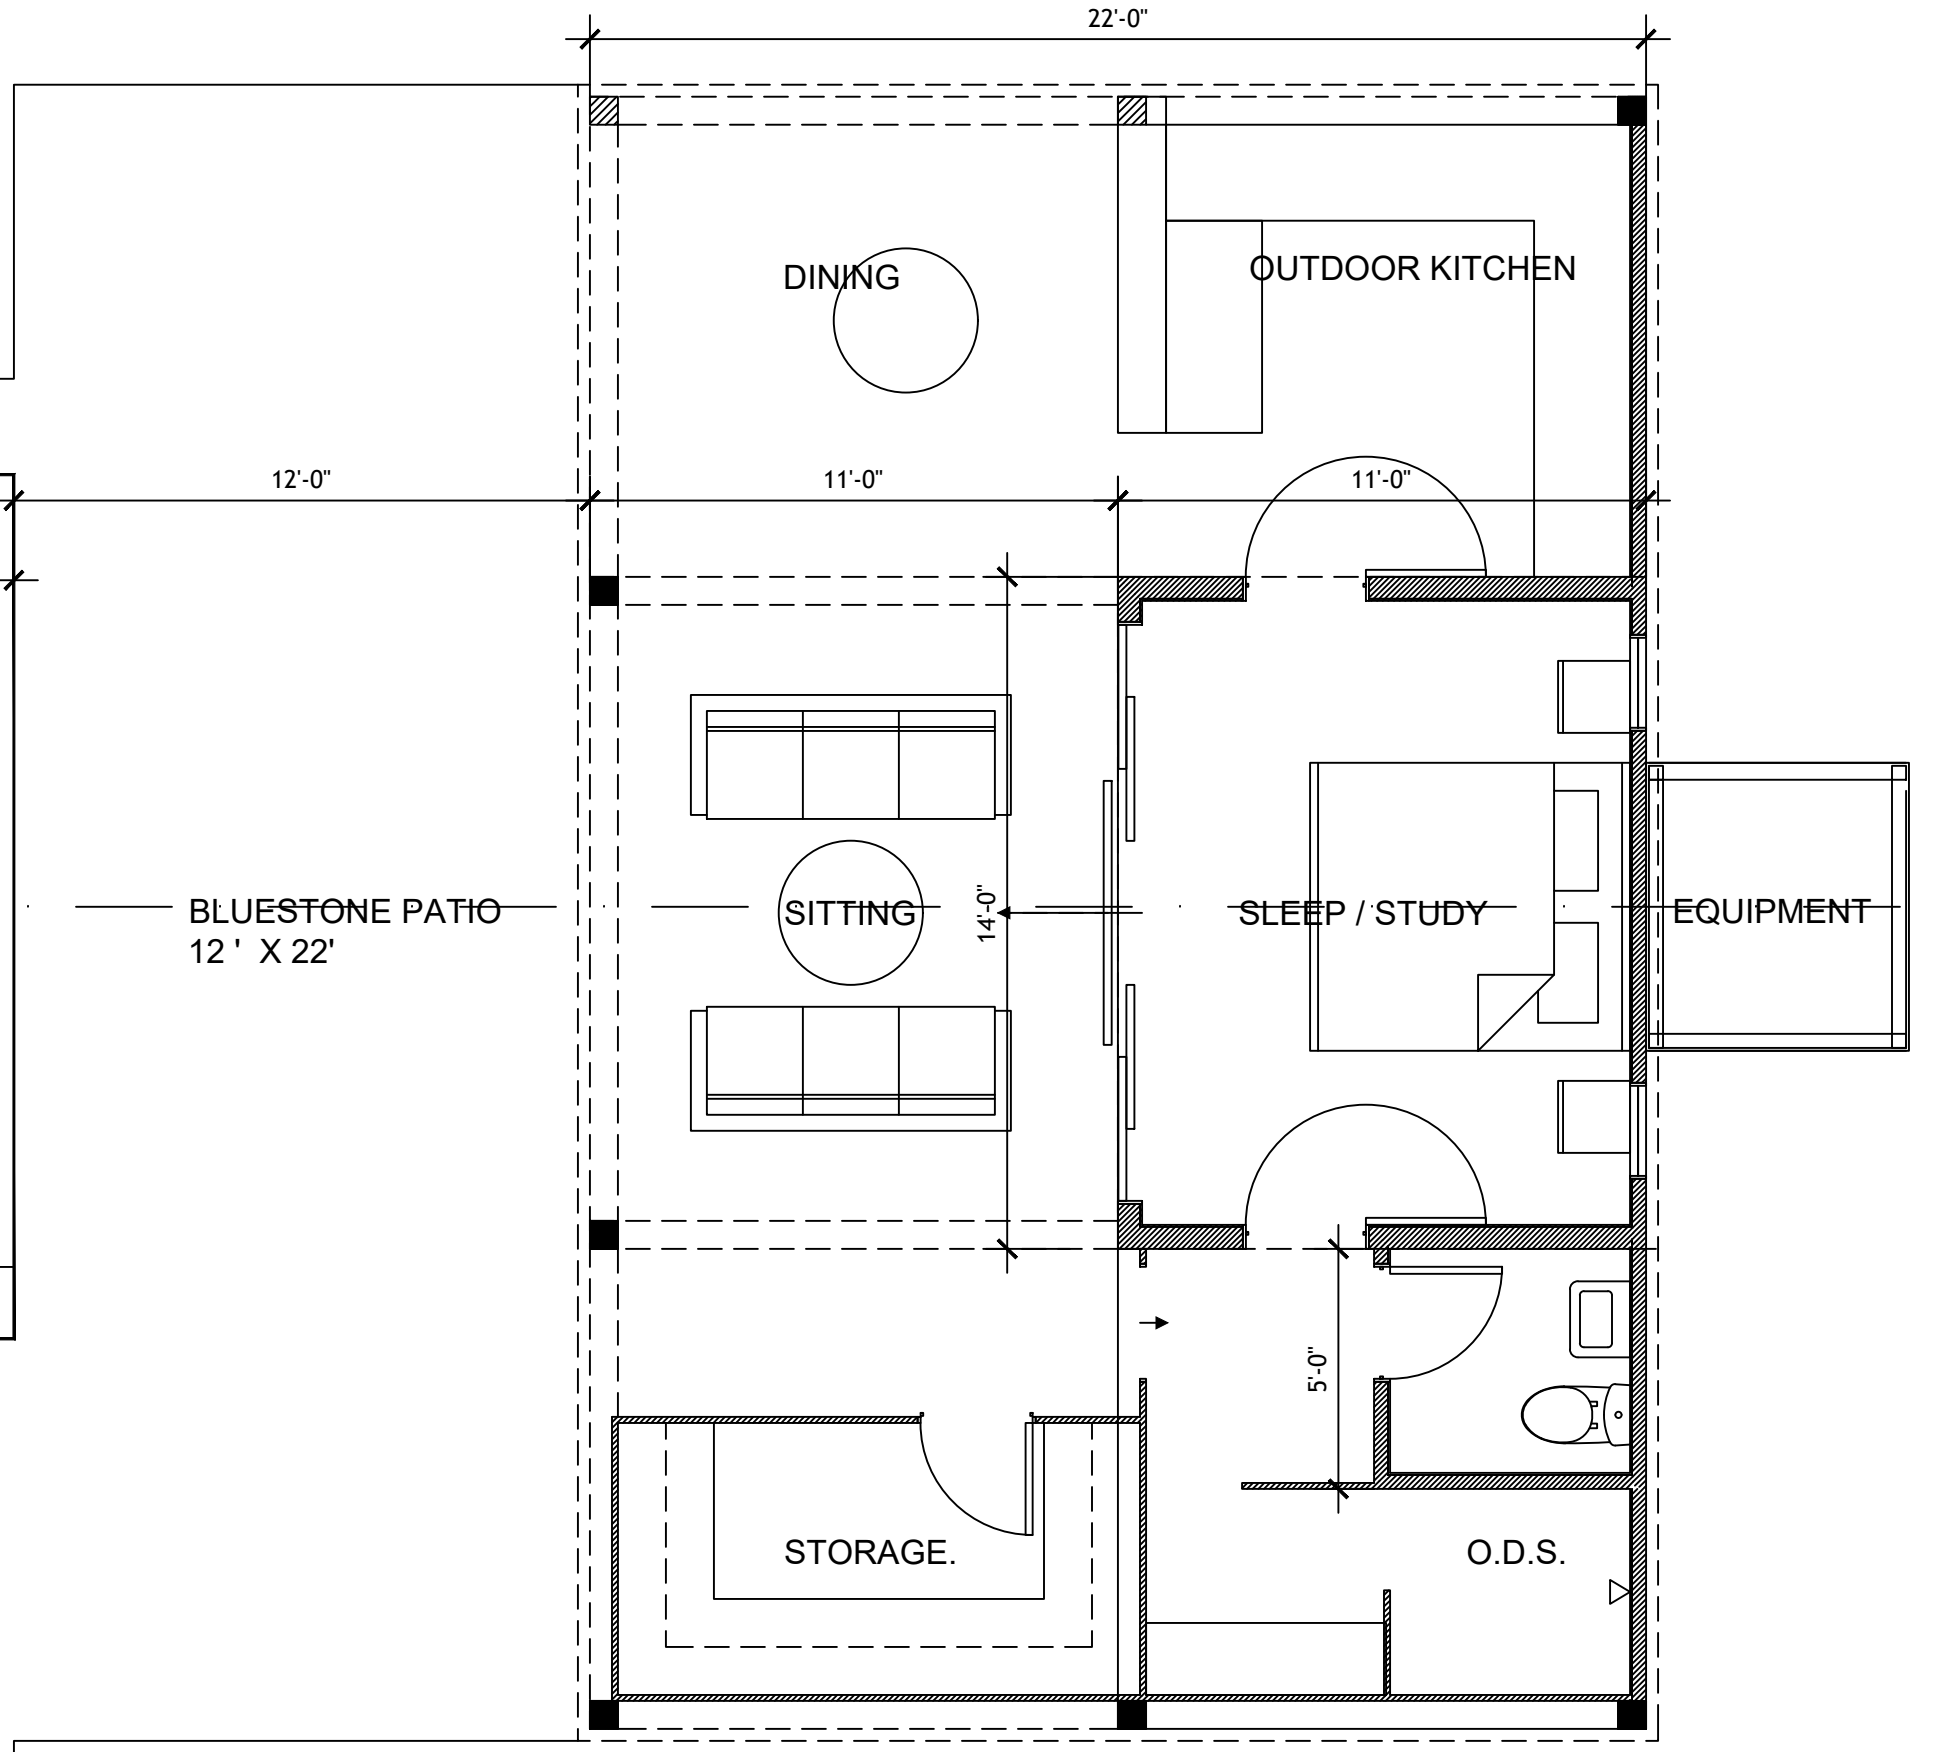 22'-0"
DINING
OUTDOOR KITCHEN
12'-0"
11'-0"
11'-0"
BLUESTONE PATIO
12 ' X 22'
SITTING
14'-0"
SLEEP / STUDY
EQUIPMENT
5'-0"
STORAGE.
O.D.S.